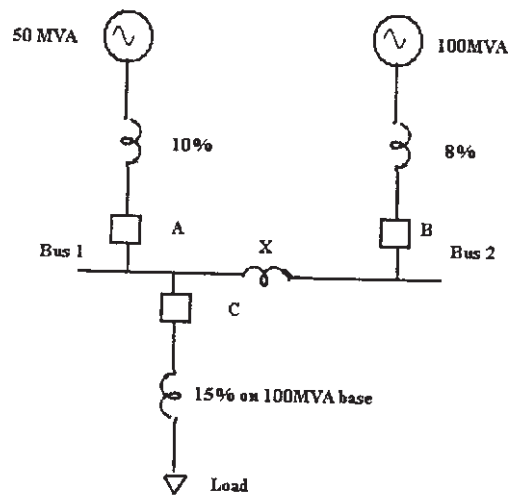 50 MVA
100MVA
10%
8%
A
B
Bus 1
X
Bus 2
C
15% on 100MVA base
Load